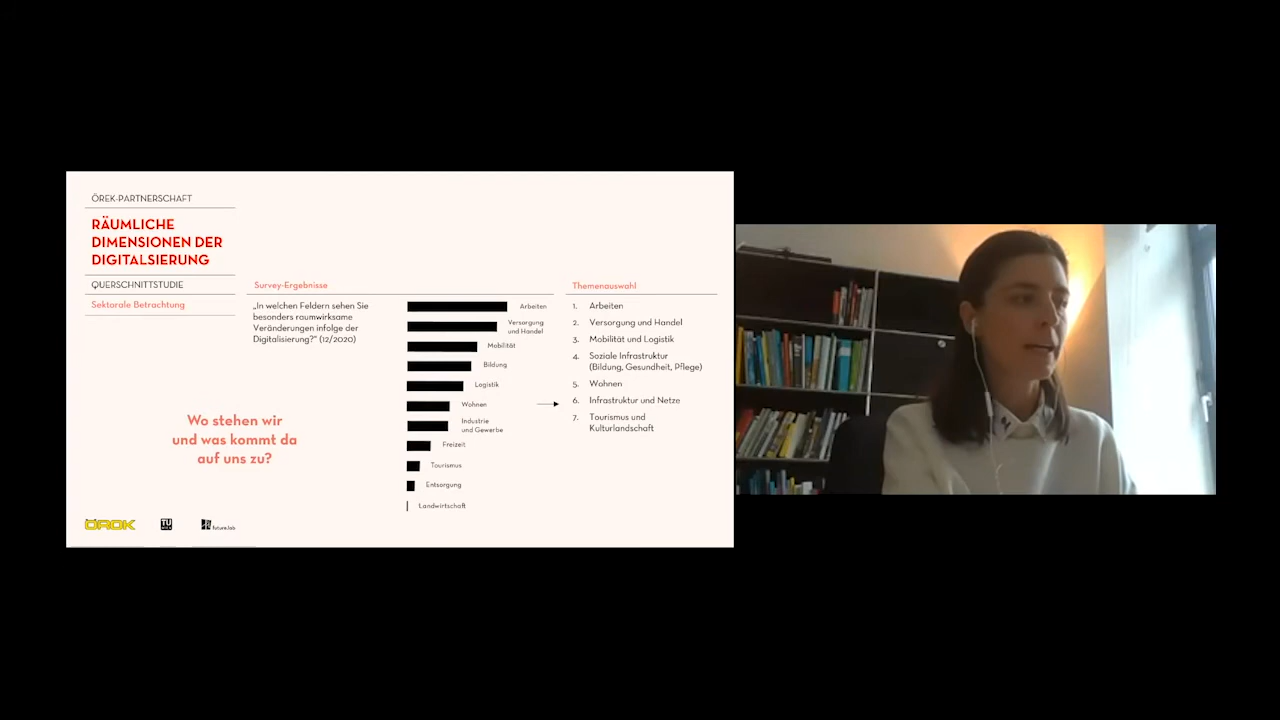 ÖREK-PARTNERSCHAFT
RÄUMLICHE
DIMENSIONEN DER
DIGITALSIERUNG
QUERSCHNITTSTUDIE
Sektorale Betrachtung
Wo stehen wir
und was kommt da
auf uns zu?
ÖROK
TU
future.lab
Survey-Ergebnisse
„In welchen Feldern sehen Sie
besonders raumwirksame
Veränderungen infolge der
Digitalisierung?" (12/2020)
Arbeiten
Versorgung
und Handel
Mobilität
Bildung
Logistik
Wohnen
Industrie
und Gewerbe
Freizeit
Tourismus
Entsorgung
Landwirtschaft
Themenauswahl
1. Arbeiten
2. Versorgung und Handel
3. Mobilität und Logistik
4. Soziale Infrastruktur
(Bildung, Gesundheit, Pflege)
5. Wohnen
6. Infrastruktur und Netze
7. Tourismus und
Kulturlandschaft